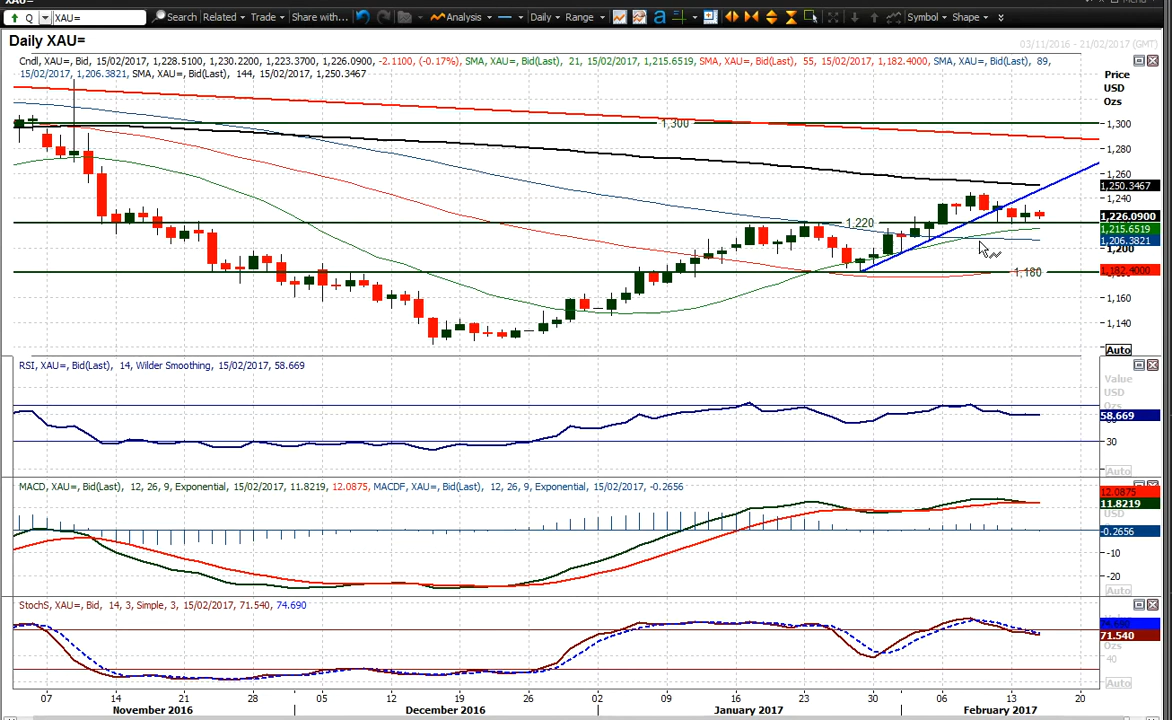 Q XAU= Search Related Trade Share with... Analysis Daily Range Symbol Shape
Daily XAU=
03/11/2016 - 21/02/2017 (GMT)
Cndl, XAU=, Bid, 15/02/2017, 1,228.5100, 1,230.2200, 1,223.3700, 1,226.0900, -2.1100, (-0.17%), SMA, XAU=, Bid(Last), 21, 15/02/2017, 1,215.6519, SMA, XAU=, Bid(Last), 55, 15/02/2017, 1,182.4000, SMA, XAU=, Bid(Last), 89,
15/02/2017, 1,206.3821, SMA, XAU=, Bid(Last), 144, 15/02/2017, 1,250.3467
Price
USD
Ozs
1,300 1,300
1,280
1,260
1,250.3467
1,240
1,226.0900
1,220
1,215.6519
1,206.3821
1,200
1,180 1,182.4000
1,160
1,140
Auto
RSI, XAU=, Bid(Last), 14, Wilder Smoothing, 15/02/2017, 58.669
Value
USD
Ozs
58.669
30
Auto
MACD, XAU=, Bid(Last), 12, 26, 9, Exponential, 15/02/2017, 11.8219, 12.0875, MACDF, XAU=, Bid(Last), 12, 26, 9, Exponential, 15/02/2017, -0.2656
12.0875
11.8219
USD
-0.2656
-10
-20
Auto
StochS, XAU=, Bid, 14, 3, Simple, 3, 15/02/2017, 71.540, 74.690
74.690
71.540
Ozs
40
Auto
07 14 21 28 05 12 19 26 02 09 16 23 30 06 13 20
November 2016 December 2016 January 2017 February 2017